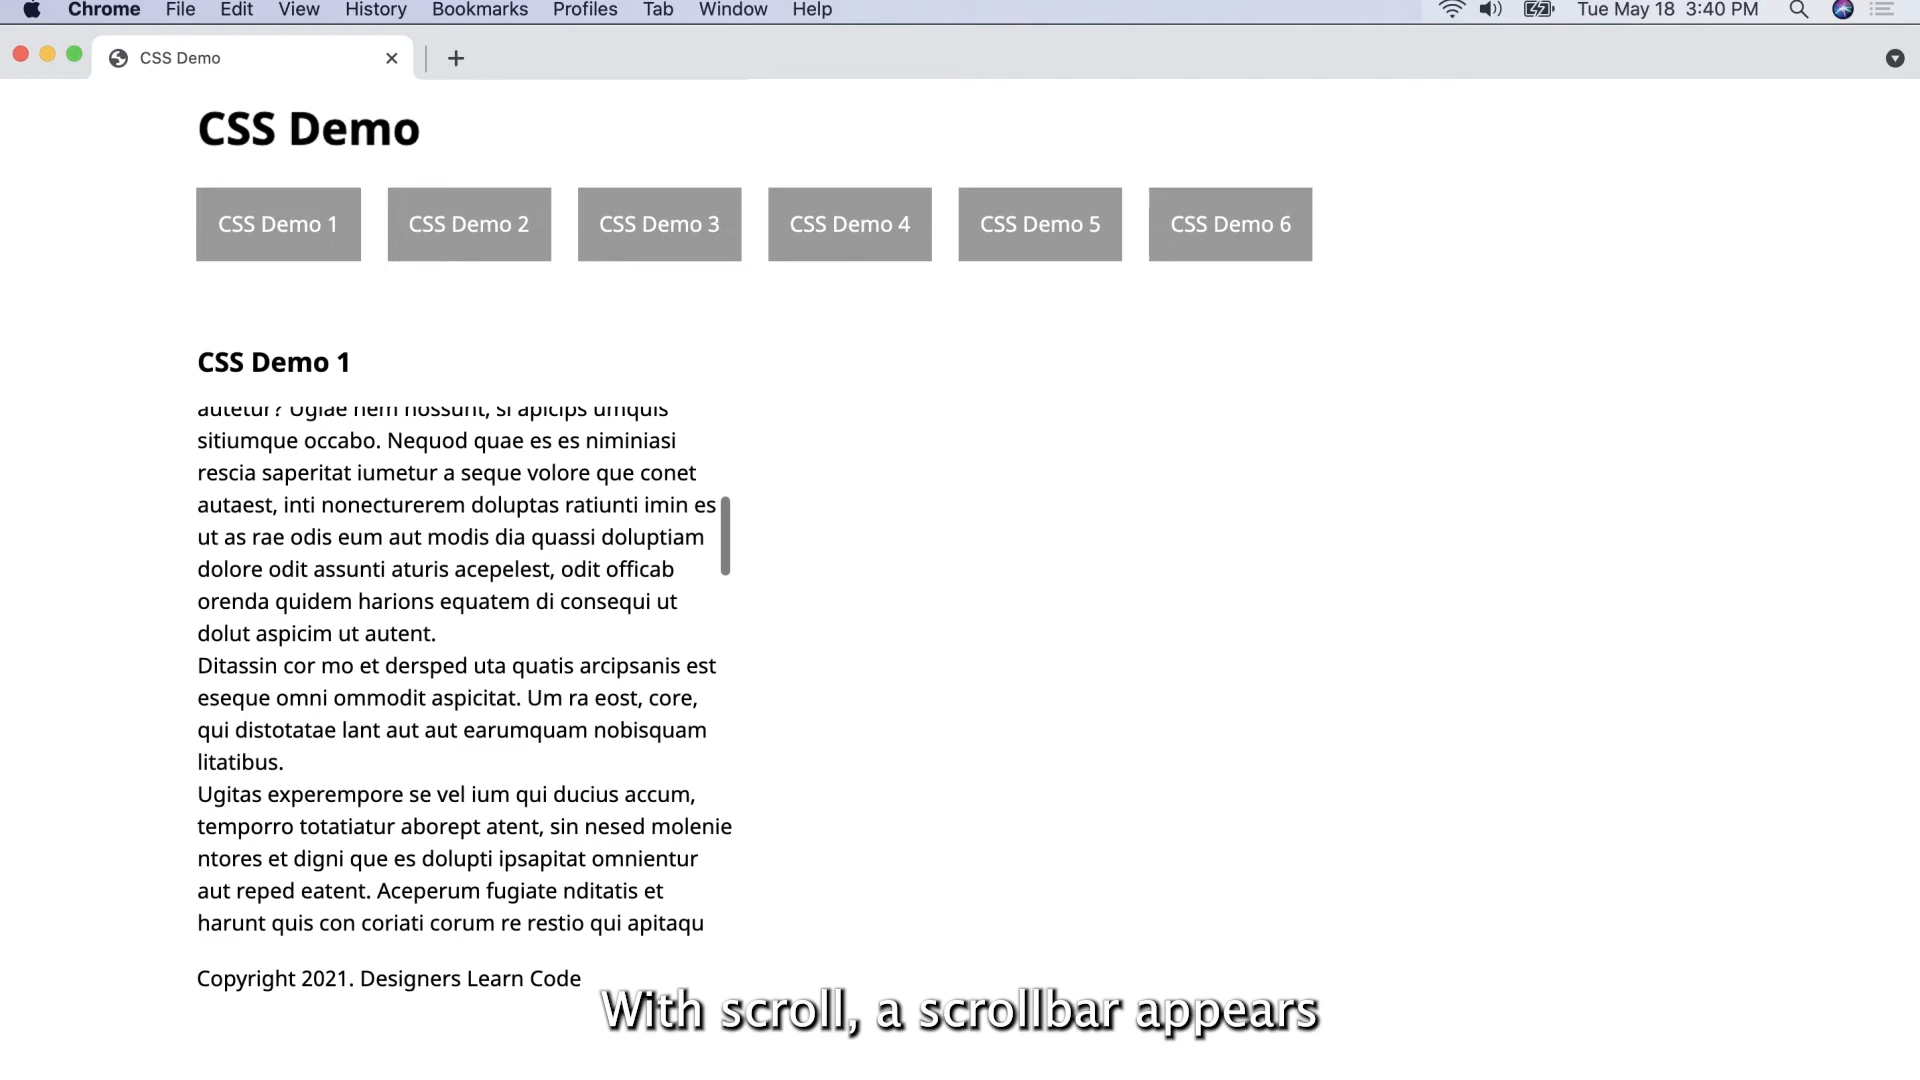 Chrome File Edit View History Bookmarks Profiles Tab Window Help Tue May 18 3:40 PM
CSS Demo
CSS Demo
CSS Demo 1 CSS Demo 2 CSS Demo 3 CSS Demo 4 CSS Demo 5 CSS Demo 6
CSS Demo 1
autetur? Ugiae nem nossunt, si apicips umquis
sitiumque occabo. Nequod quae es es niminiasi
rescia saperitat iumetur a seque volore que conet
autaest, inti nonecturerem doluptas ratiunti imin es
ut as rae odis eum aut modis dia quassi doluptiam
dolore odit assunti aturis acepelest, odit officab
orenda quidem harions equatem di consequi ut
dolut aspicim ut autent.
Ditassin cor mo et dersped uta quatis arcipsanis est
eseque omni ommodit aspicitat. Um ra eost, core,
qui distotatae lant aut aut earumquam nobisquam
litatibus.
Ugitas experempore se vel ium qui ducius accum,
temporro totatiatur aborept atent, sin nesed molenie
ntores et digni que es dolupti ipsapitat omnientur
aut reped eatent. Aceperum fugiate nditatis et
harunt quis con coriati corum re restio qui apitaqu
Copyright 2021. Designers Learn Code
With scroll, a scrollbar appears